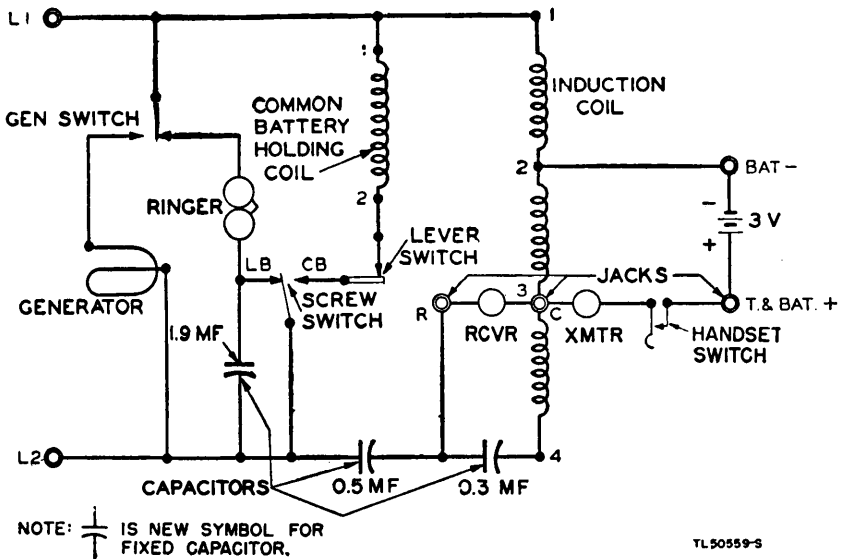 L1
1
GEN SWITCH
COMMON
BATTERY
HOLDING
COIL
1
INDUCTION
COIL
2
BAT -
RINGER
2
-
3 V
+
LEVER
SWITCH
LB
CB
JACKS
GENERATOR
SCREW
SWITCH
R
3
C
T. & BAT. +
RCVR
XMTR
HANDSET
SWITCH
1.9 MF
L2
4
CAPACITORS
0.5 MF
0.3 MF
NOTE: IS NEW SYMBOL FOR
FIXED CAPACITOR.
TL50559-S